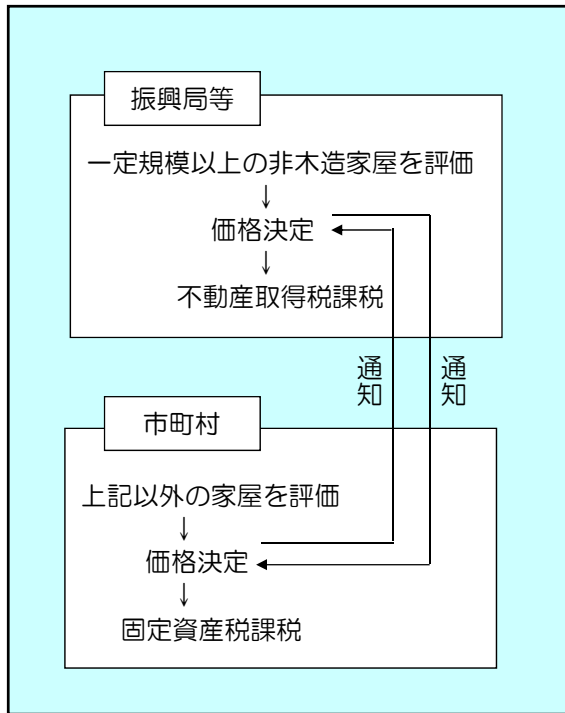 振興局等
一定規模以上の非木造家屋を評価
↓
価格決定
↓
不動産取得税課税
通知
通知
市町村
上記以外の家屋を評価
↓
価格決定
↓
固定資産税課税